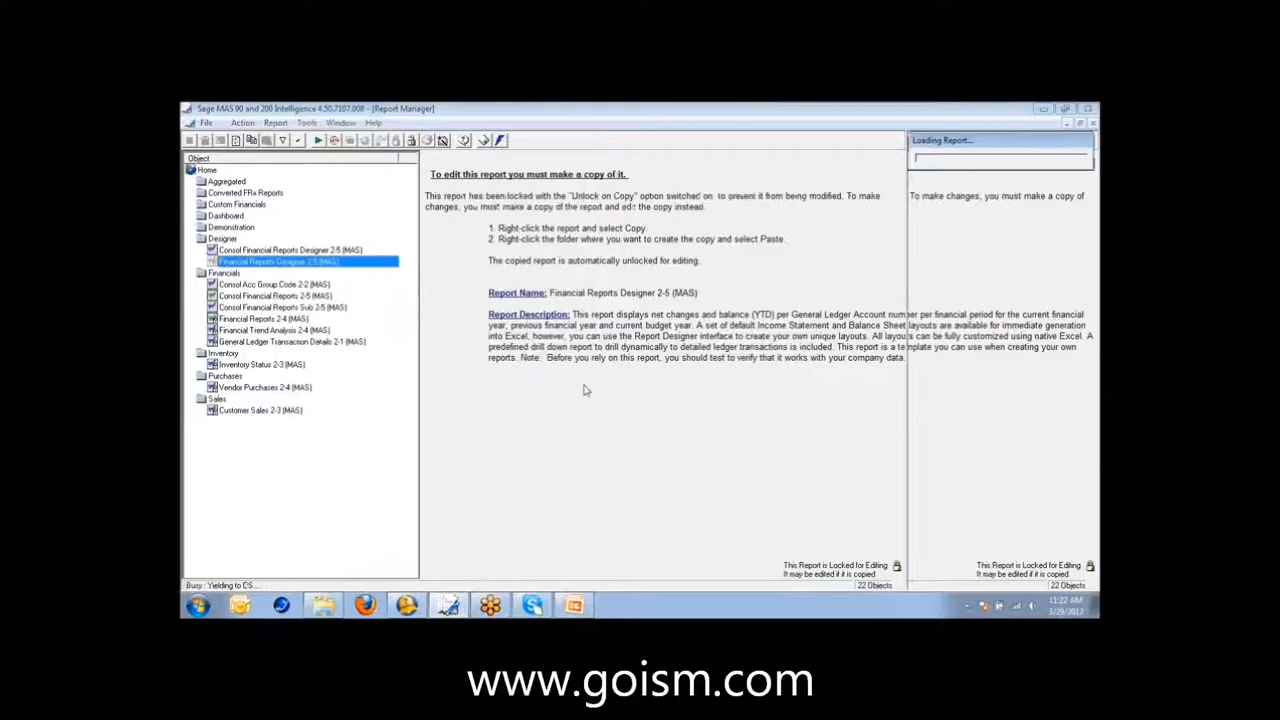 Sage MAS 90 and 200 Intelligence 4.50.7107.008 - [Report Manager]
File Action Report Tools Window Help
Object
Home
Aggregated
Converted FRx Reports
Custom Financials
Dashboard
Demonstration
Designer
Consol Financial Reports Designer 2-5 (MAS)
Financial Reports Designer 2-5 (MAS)
Financials
Consol Acc Group Code 2-2 (MAS)
Consol Financial Reports 2-5 (MAS)
Consol Financial Reports Sub 2-5 (MAS)
Financial Reports 2-4 (MAS)
Financial Trend Analysis 2-4 (MAS)
General Ledger Transaction Details 2-1 (MAS)
Inventory
Inventory Status 2-3 (MAS)
Purchases
Vendor Purchases 2-4 (MAS)
Sales
Customer Sales 2-3 (MAS)
To edit this report you must make a copy of it.
This report has been locked with the "Unlock on Copy" option switched on to prevent it from being modified. To make
changes, you must make a copy of the report and edit the copy instead.
1. Right-click the report and select Copy.
2. Right-click the folder where you want to create the copy and select Paste.
The copied report is automatically unlocked for editing.
Report Name: Financial Reports Designer 2-5 (MAS)
Report Description: This report displays net changes and balance (YTD) per General Ledger Account number per financial period for the current financial
year, previous financial year and current budget year. A set of default Income Statement and Balance Sheet layouts are available for immediate generation
into Excel, however, you can use the Report Designer interface to create your own unique layouts. All layouts can be fully customized using native Excel. A
predefined drill down report to drill dynamically to detailed ledger transactions is included. This report is a template you can use when creating your own
reports. Note: Before you rely on this report, you should test to verify that it works with your company data.
Loading Report...
To make changes, you must make a copy of
This Report is Locked for Editing
It may be edited if it is copied
This Report is Locked for Editing
It may be edited if it is copied
Busy : Yielding to OS.....
22 Objects
22 Objects
11:22 AM
3/29/2012
www.goism.com